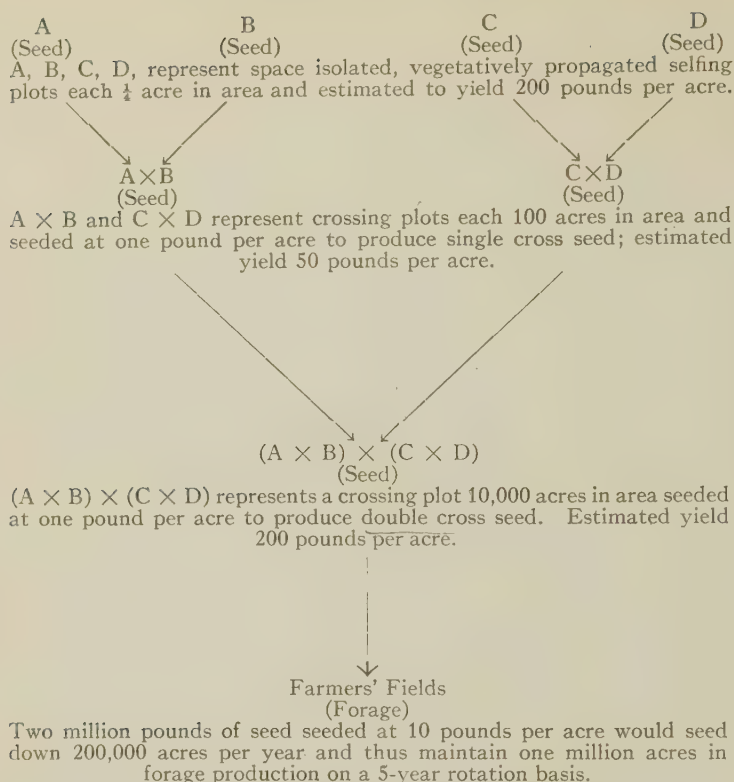 A B C D
(Seed) (Seed) (Seed) (Seed)
A, B, C, D, represent space isolated, vegetatively propagated selfing
plots each ¼ acre in area and estimated to yield 200 pounds per acre.
A×B C×D
(Seed) (Seed)
A × B and C × D represent crossing plots each 100 acres in area and
seeded at one pound per acre to produce single cross seed; estimated
yield 50 pounds per acre.
(A × B) × (C × D)
(Seed)
(A × B) × (C × D) represents a crossing plot 10,000 acres in area seeded
at one pound per acre to produce double cross seed. Estimated yield
200 pounds per acre.
Farmers' Fields
(Forage)
Two million pounds of seed seeded at 10 pounds per acre would seed
down 200,000 acres per year and thus maintain one million acres in
forage production on a 5-year rotation basis.